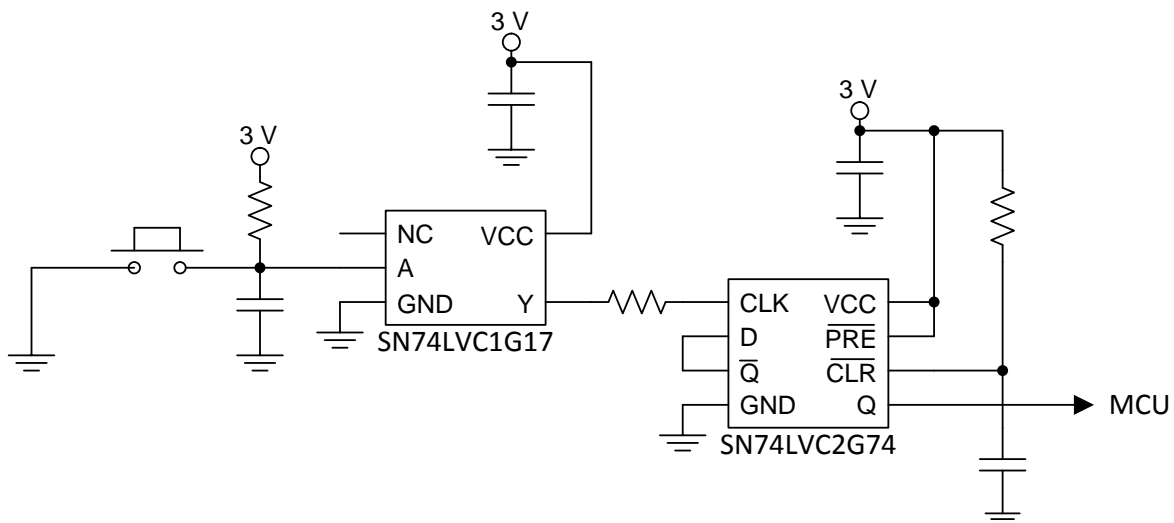 3 V
3 V
3 V
NC
VCC
A
GND
Y
SN74LVC1G17
CLK
VCC
D
PRE
Q
CLR
GND
Q
MCU
SN74LVC2G74